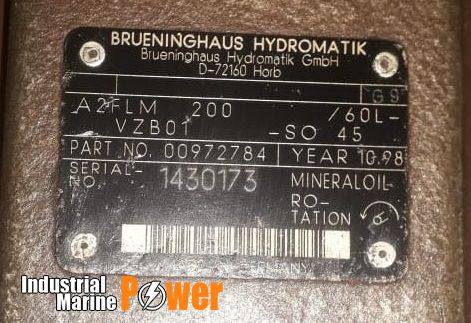 BRUENINGHAUS HYDROMATIK
Brueninghaus Hydromatik GmbH
D-72160 Horb
G9
A2FLM 200 /60L-
VZB01 -SO 45
PART NO. 00972784 YEAR 10.98
SERIAL-NO. 1430173 MINERALOIL
RO-
TATION
GERMANY
Industrial
Marine Power